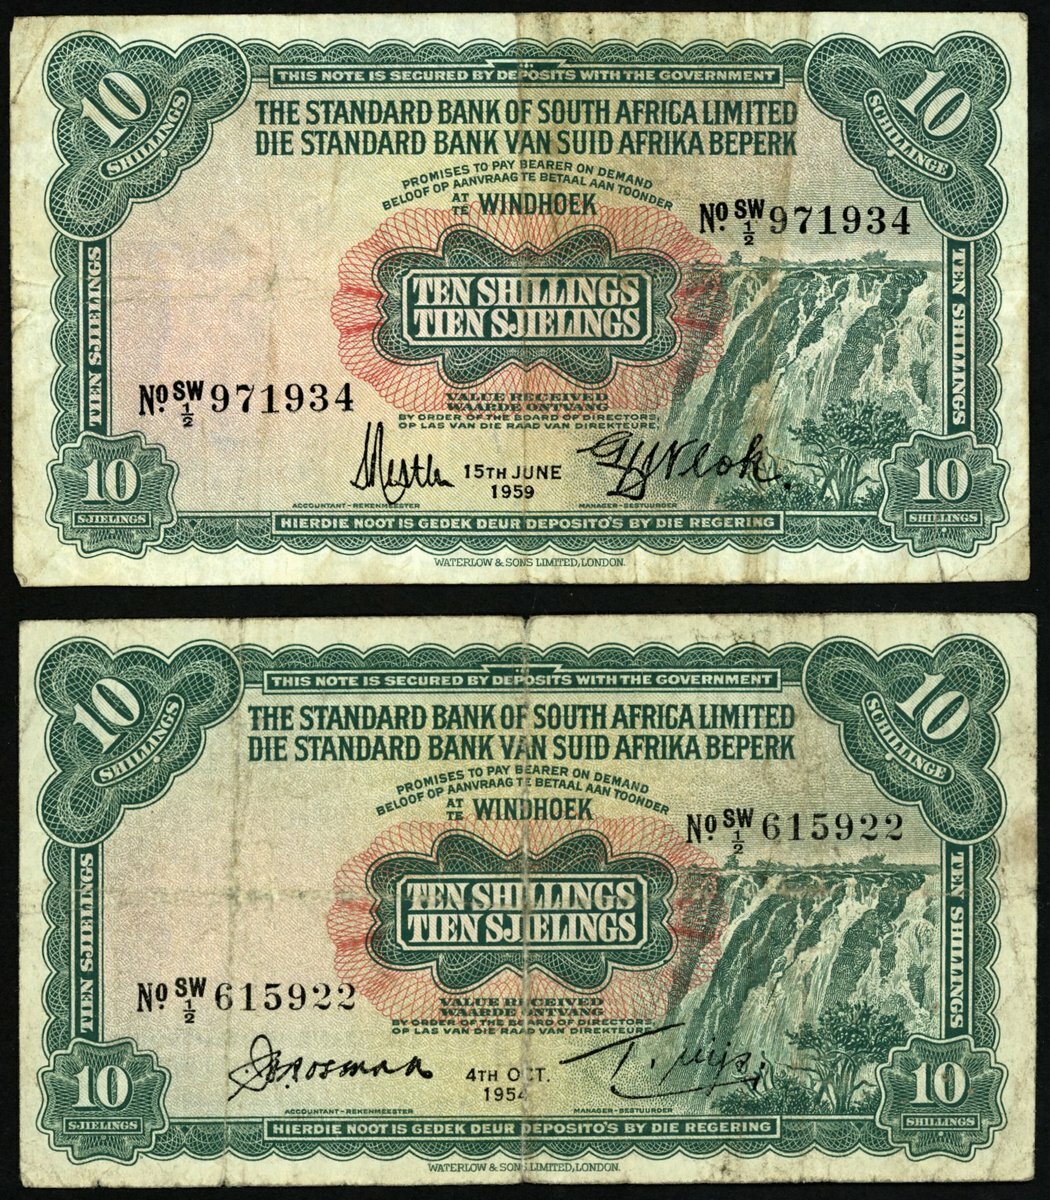 10
SHILLINGS
THIS NOTE IS SECURED BY DEPOSITS WITH THE GOVERNMENT
10
SCHILLINGE
THE STANDARD BANK OF SOUTH AFRICA LIMITED
DIE STANDARD BANK VAN SUID AFRIKA BEPERK
PROMISES TO PAY BEARER ON DEMAND
BELOOF OP AANVRAAG TE BETAAL AAN TOONDER
AT
TE WINDHOEK
No. SW 1/2 971934
TEN SHILLINGS
TIEN SJIELINGS
TIEN SJIELINGS
TEN SHILLINGS
No. SW 1/2 971934
VALUE RECEIVED
WAARDE ONTVANG
BY ORDER OF THE BOARD OF DIRECTORS,
OP LAS VAN DIE RAAD VAN DIREKTEURE,
15TH JUNE
1959
ACCOUNTANT-REKENMEESTER
MANAGER-BESTUURDER
10
SJIELINGS
10
SHILLINGS
HIERDIE NOOT IS GEDEK DEUR DEPOSITO'S BY DIE REGERING
WATERLOW & SONS LIMITED, LONDON.
10
SHILLINGS
THIS NOTE IS SECURED BY DEPOSITS WITH THE GOVERNMENT
10
SCHILLINGE
THE STANDARD BANK OF SOUTH AFRICA LIMITED
DIE STANDARD BANK VAN SUID AFRIKA BEPERK
PROMISES TO PAY BEARER ON DEMAND
BELOOF OP AANVRAAG TE BETAAL AAN TOONDER
AT
TE WINDHOEK
No. SW 1/2 615922
TEN SHILLINGS
TIEN SJIELINGS
TIEN SJIELINGS
TEN SHILLINGS
No. SW 1/2 615922
VALUE RECEIVED
WAARDE ONTVANG
BY ORDER OF THE BOARD OF DIRECTORS,
OP LAS VAN DIE RAAD VAN DIREKTEURE,
4TH OCT.
1954
ACCOUNTANT-REKENMEESTER
MANAGER-BESTUURDER
10
SJIELINGS
10
SHILLINGS
HIERDIE NOOT IS GEDEK DEUR DEPOSITO'S BY DIE REGERING
WATERLOW & SONS LIMITED, LONDON.